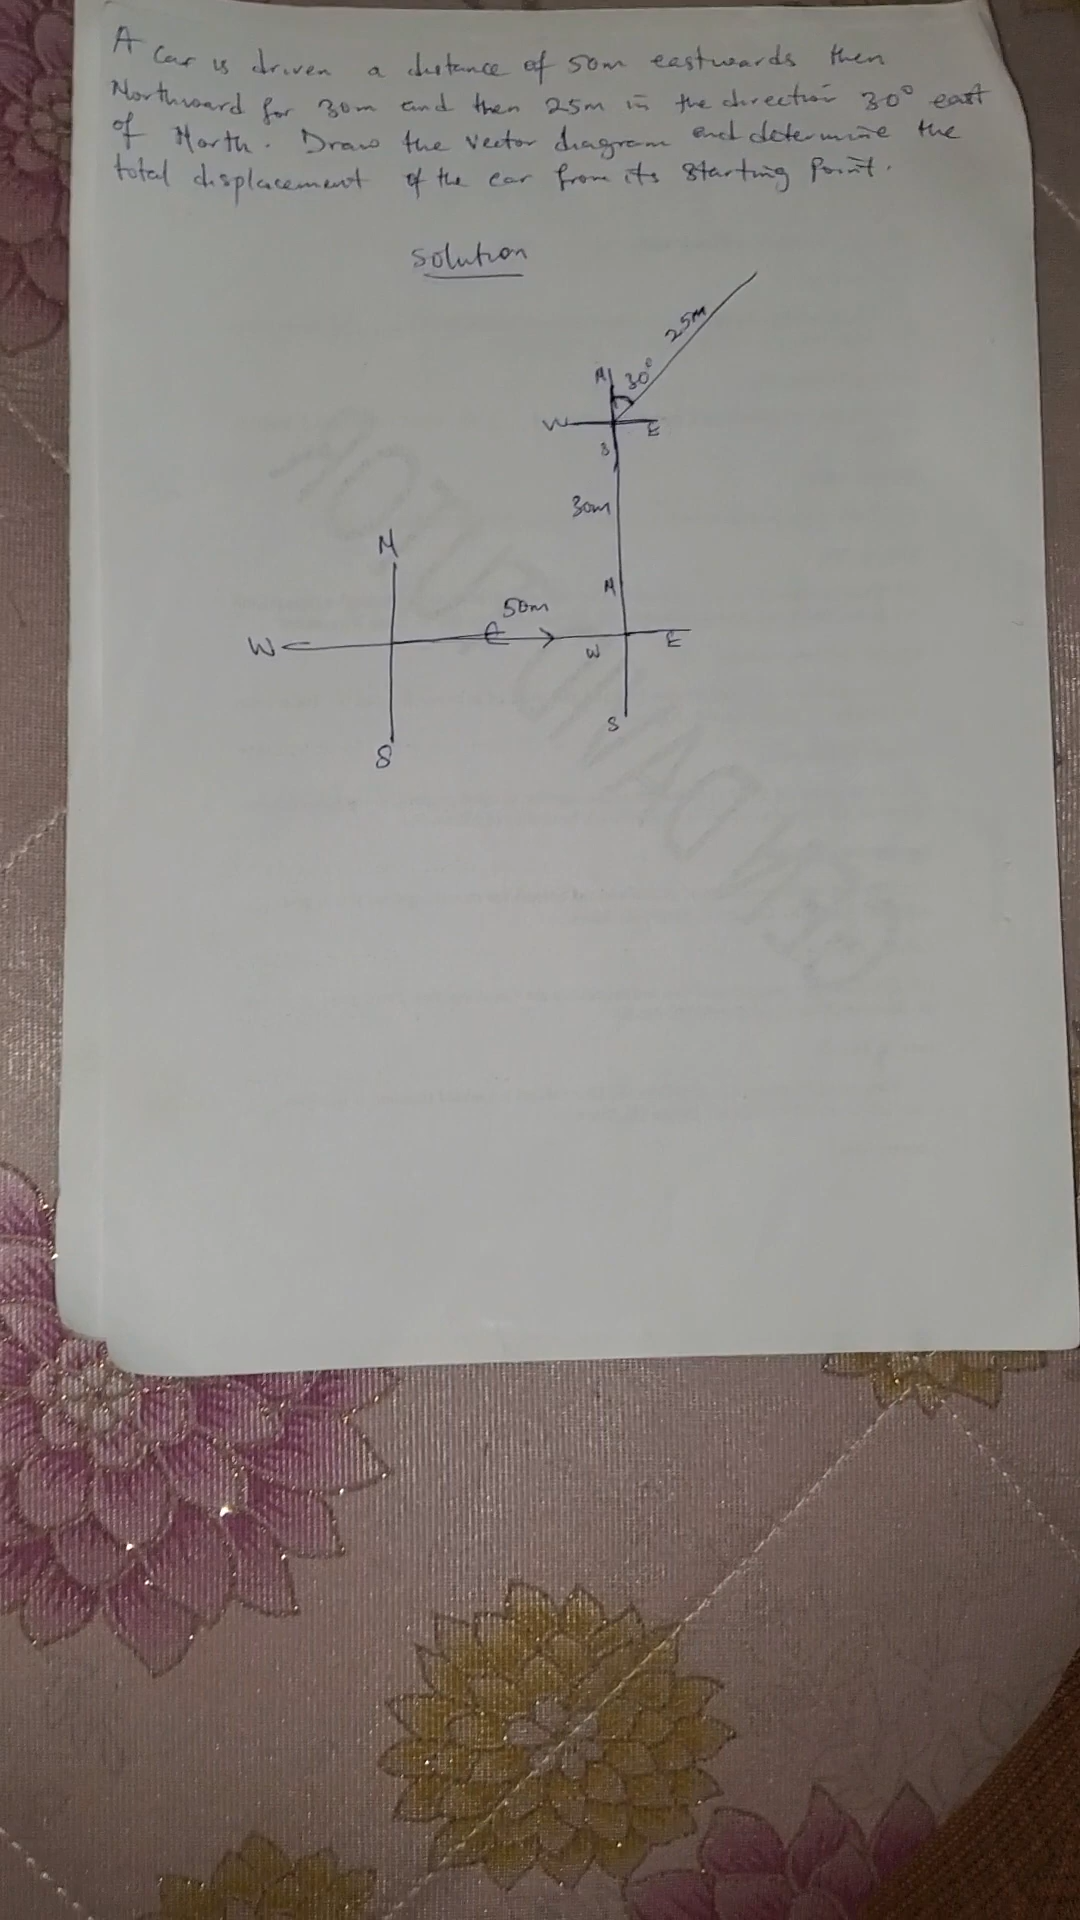 A car is driven a distance of 50m eastwards then
Northward for 30m and then 25m in the direction 30° east
of North. Draw the vector diagram and determine the
total displacement of the car from its starting point.
Solution
25m
N 30°
W E
S
30m
N
N
50m
W E
W E
S
S